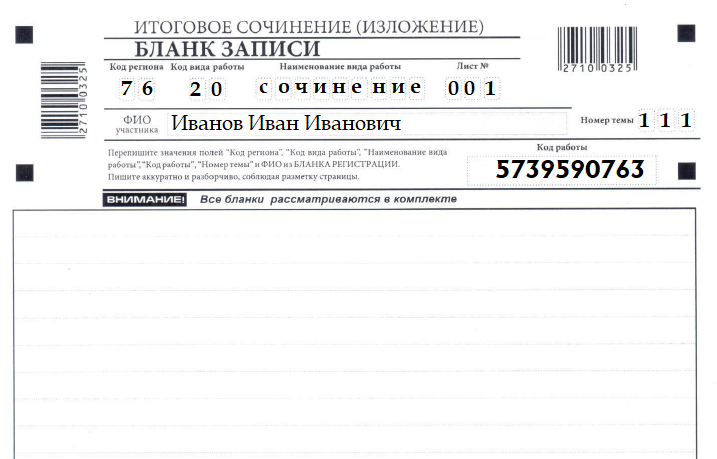 ИТОГОВОЕ СОЧИНЕНИЕ (ИЗЛОЖЕНИЕ)
БЛАНК ЗАПИСИ
Код региона Код вида работы Наименование вида работы Лист №
76 20 сочинение 001
2710 0325
2710 0325
ФИО участника Иванов Иван Иванович Номер темы 111
Перепишите значения полей "Код региона", "Код вида работы", "Наименование вида
работы", "Код работы", "Номер темы" и ФИО из БЛАНКА РЕГИСТРАЦИИ.
Пишите аккуратно и разборчиво, соблюдая разметку страницы.
Код работы
5739590763
ВНИМАНИЕ! Все бланки рассматриваются в комплекте